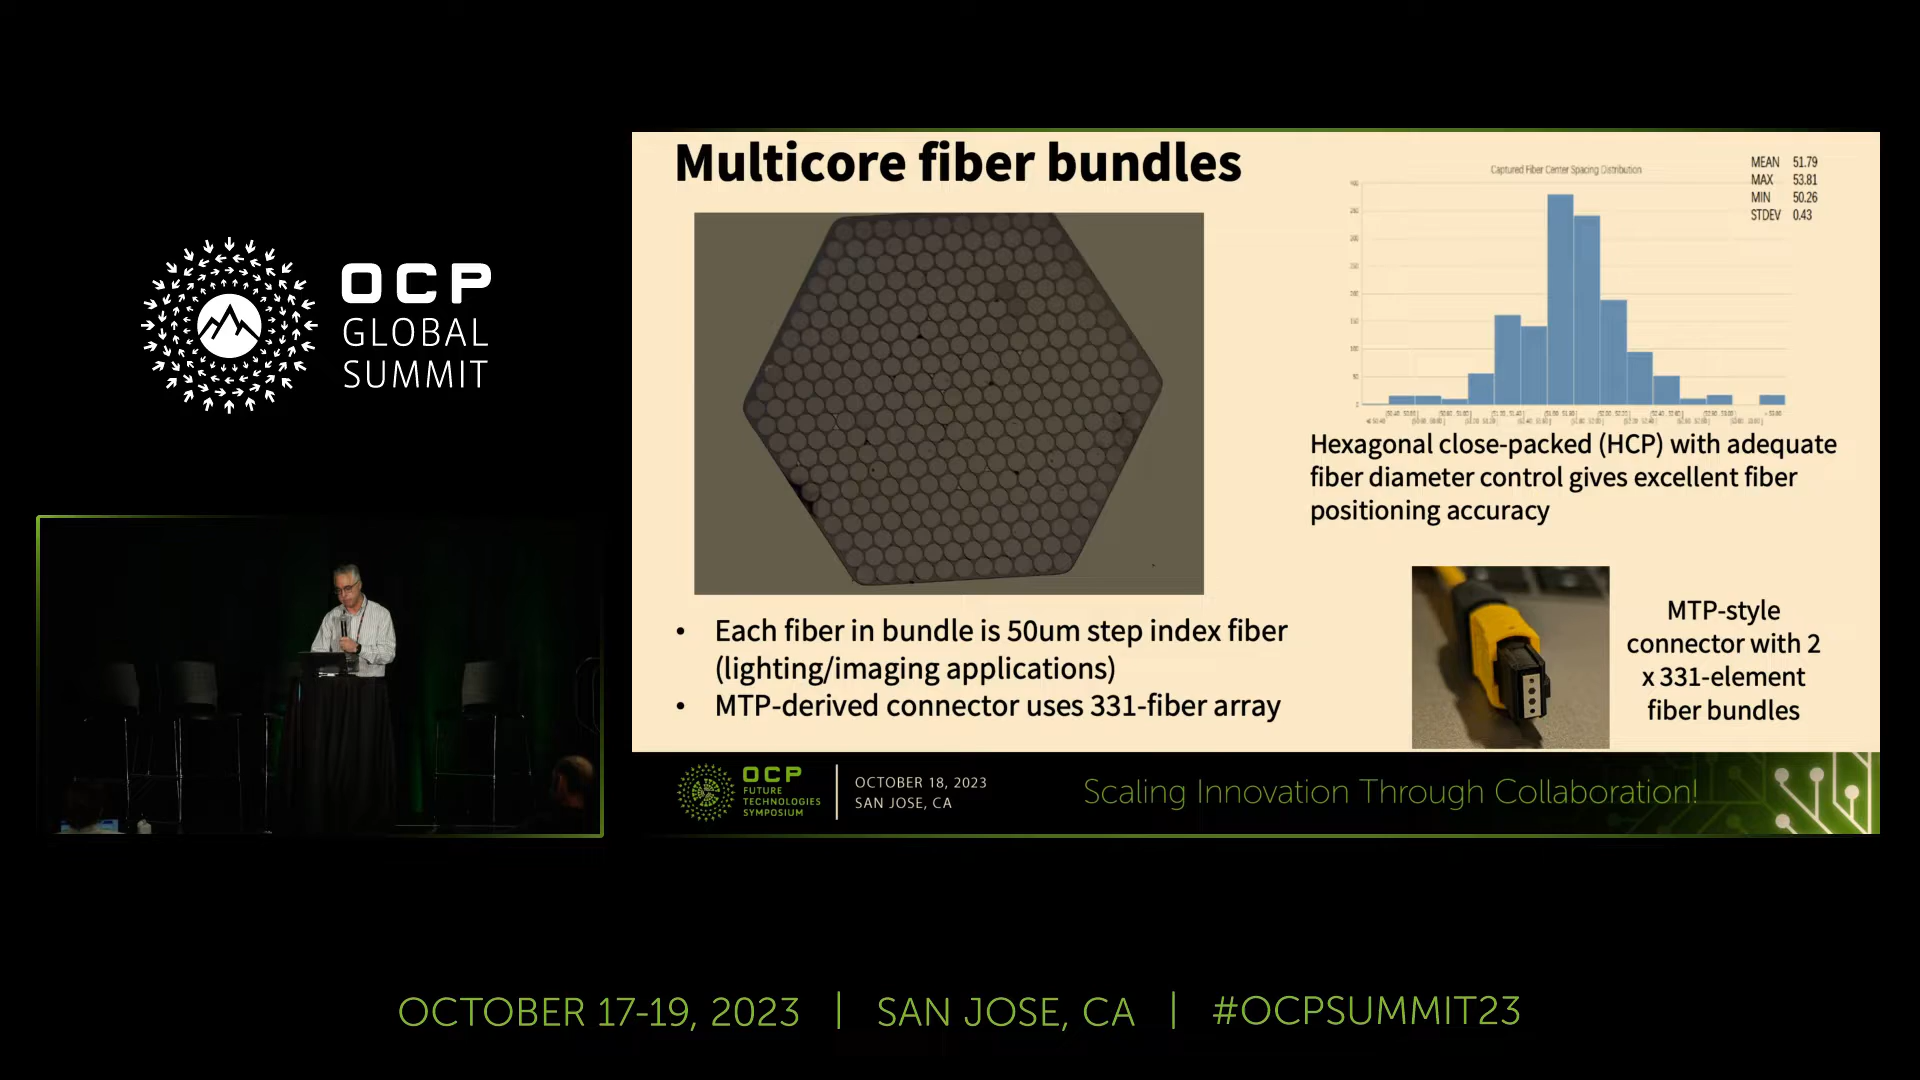 OCP
GLOBAL
SUMMIT
Multicore fiber bundles
Captured Fiber Center Spacing Distribution
MEAN 51.79
MAX 53.81
MIN 50.26
STDEV 0.43
Hexagonal close-packed (HCP) with adequate
fiber diameter control gives excellent fiber
positioning accuracy
• Each fiber in bundle is 50um step index fiber
(lighting/imaging applications)
• MTP-derived connector uses 331-fiber array
MTP-style
connector with 2
x 331-element
fiber bundles
OCP
FUTURE
TECHNOLOGIES
SYMPOSIUM
OCTOBER 18, 2023
SAN JOSE, CA
Scaling Innovation Through Collaboration!
OCTOBER 17-19, 2023 | SAN JOSE, CA | #OCPSUMMIT23